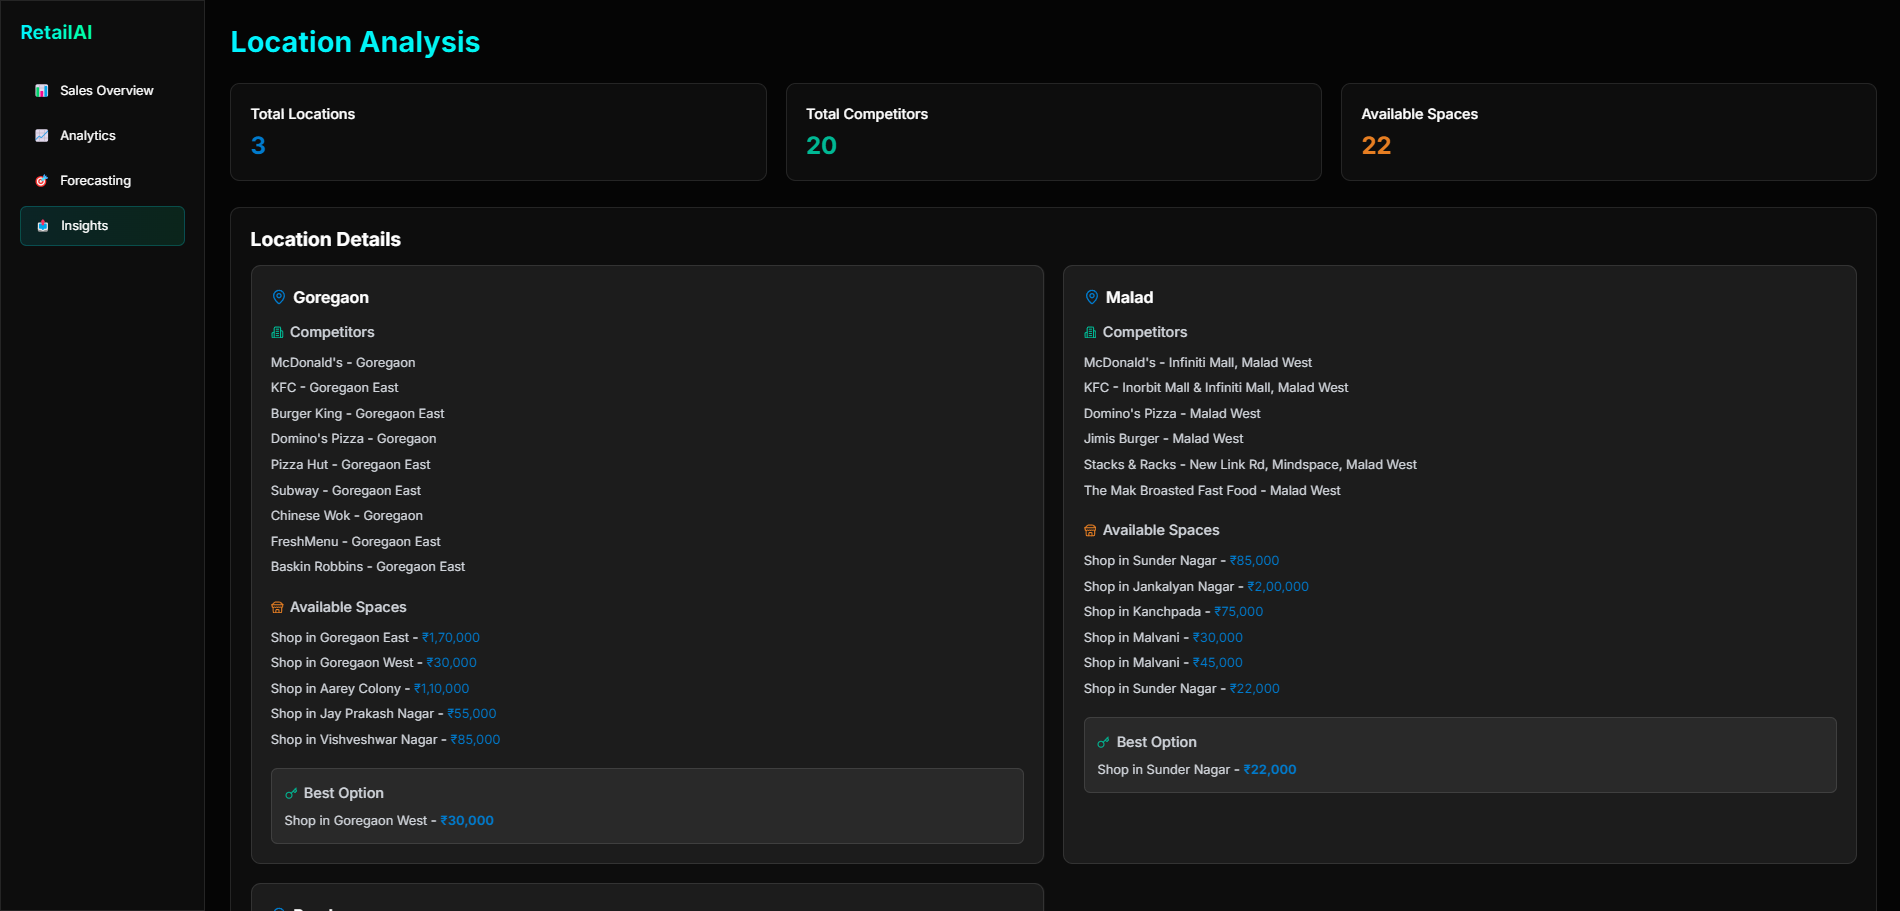 RetailAI
Sales Overview
Analytics
Forecasting
Insights
Location Analysis
Total Locations
3
Total Competitors
20
Available Spaces
22
Location Details
Goregaon
Competitors
McDonald's - Goregaon
KFC - Goregaon East
Burger King - Goregaon East
Domino's Pizza - Goregaon
Pizza Hut - Goregaon East
Subway - Goregaon East
Chinese Wok - Goregaon
FreshMenu - Goregaon East
Baskin Robbins - Goregaon East
Available Spaces
Shop in Goregaon East - ₹1,70,000
Shop in Goregaon West - ₹30,000
Shop in Aarey Colony - ₹1,10,000
Shop in Jay Prakash Nagar - ₹55,000
Shop in Vishveshwar Nagar - ₹85,000
Best Option
Shop in Goregaon West - ₹30,000
Malad
Competitors
McDonald's - Infiniti Mall, Malad West
KFC - Inorbit Mall & Infiniti Mall, Malad West
Domino's Pizza - Malad West
Jimis Burger - Malad West
Stacks & Racks - New Link Rd, Mindspace, Malad West
The Mak Broasted Fast Food - Malad West
Available Spaces
Shop in Sunder Nagar - ₹85,000
Shop in Jankalyan Nagar - ₹2,00,000
Shop in Kanchpada - ₹75,000
Shop in Malvani - ₹30,000
Shop in Malvani - ₹45,000
Shop in Sunder Nagar - ₹22,000
Best Option
Shop in Sunder Nagar - ₹22,000